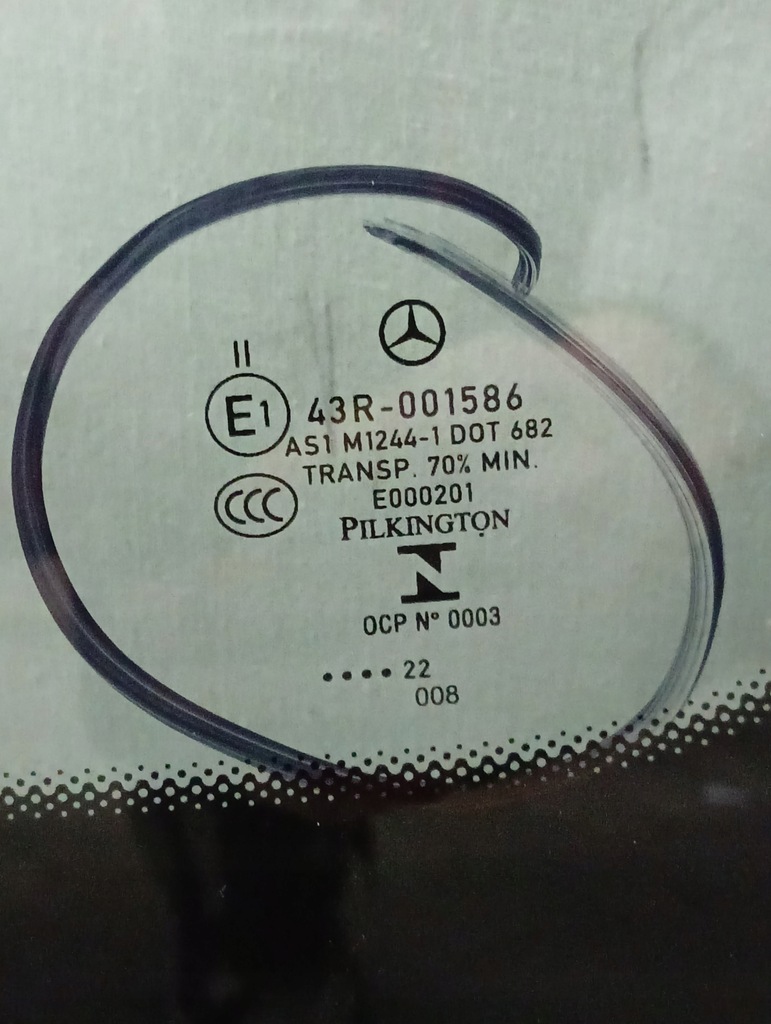 II
E1 43R-001586
AS1 M1244-1 DOT 682
TRANSP. 70% MIN.
CCC E000201
PILKINGTON
OCP Nº 0003
•••• 22
008